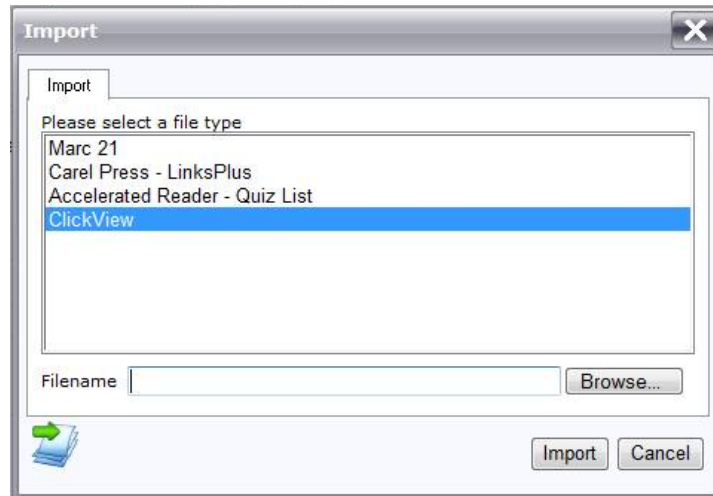 Import
Import
Please select a file type
Marc 21
Carel Press - LinksPlus
Accelerated Reader - Quiz List
ClickView
Filename
Browse...
Import
Cancel